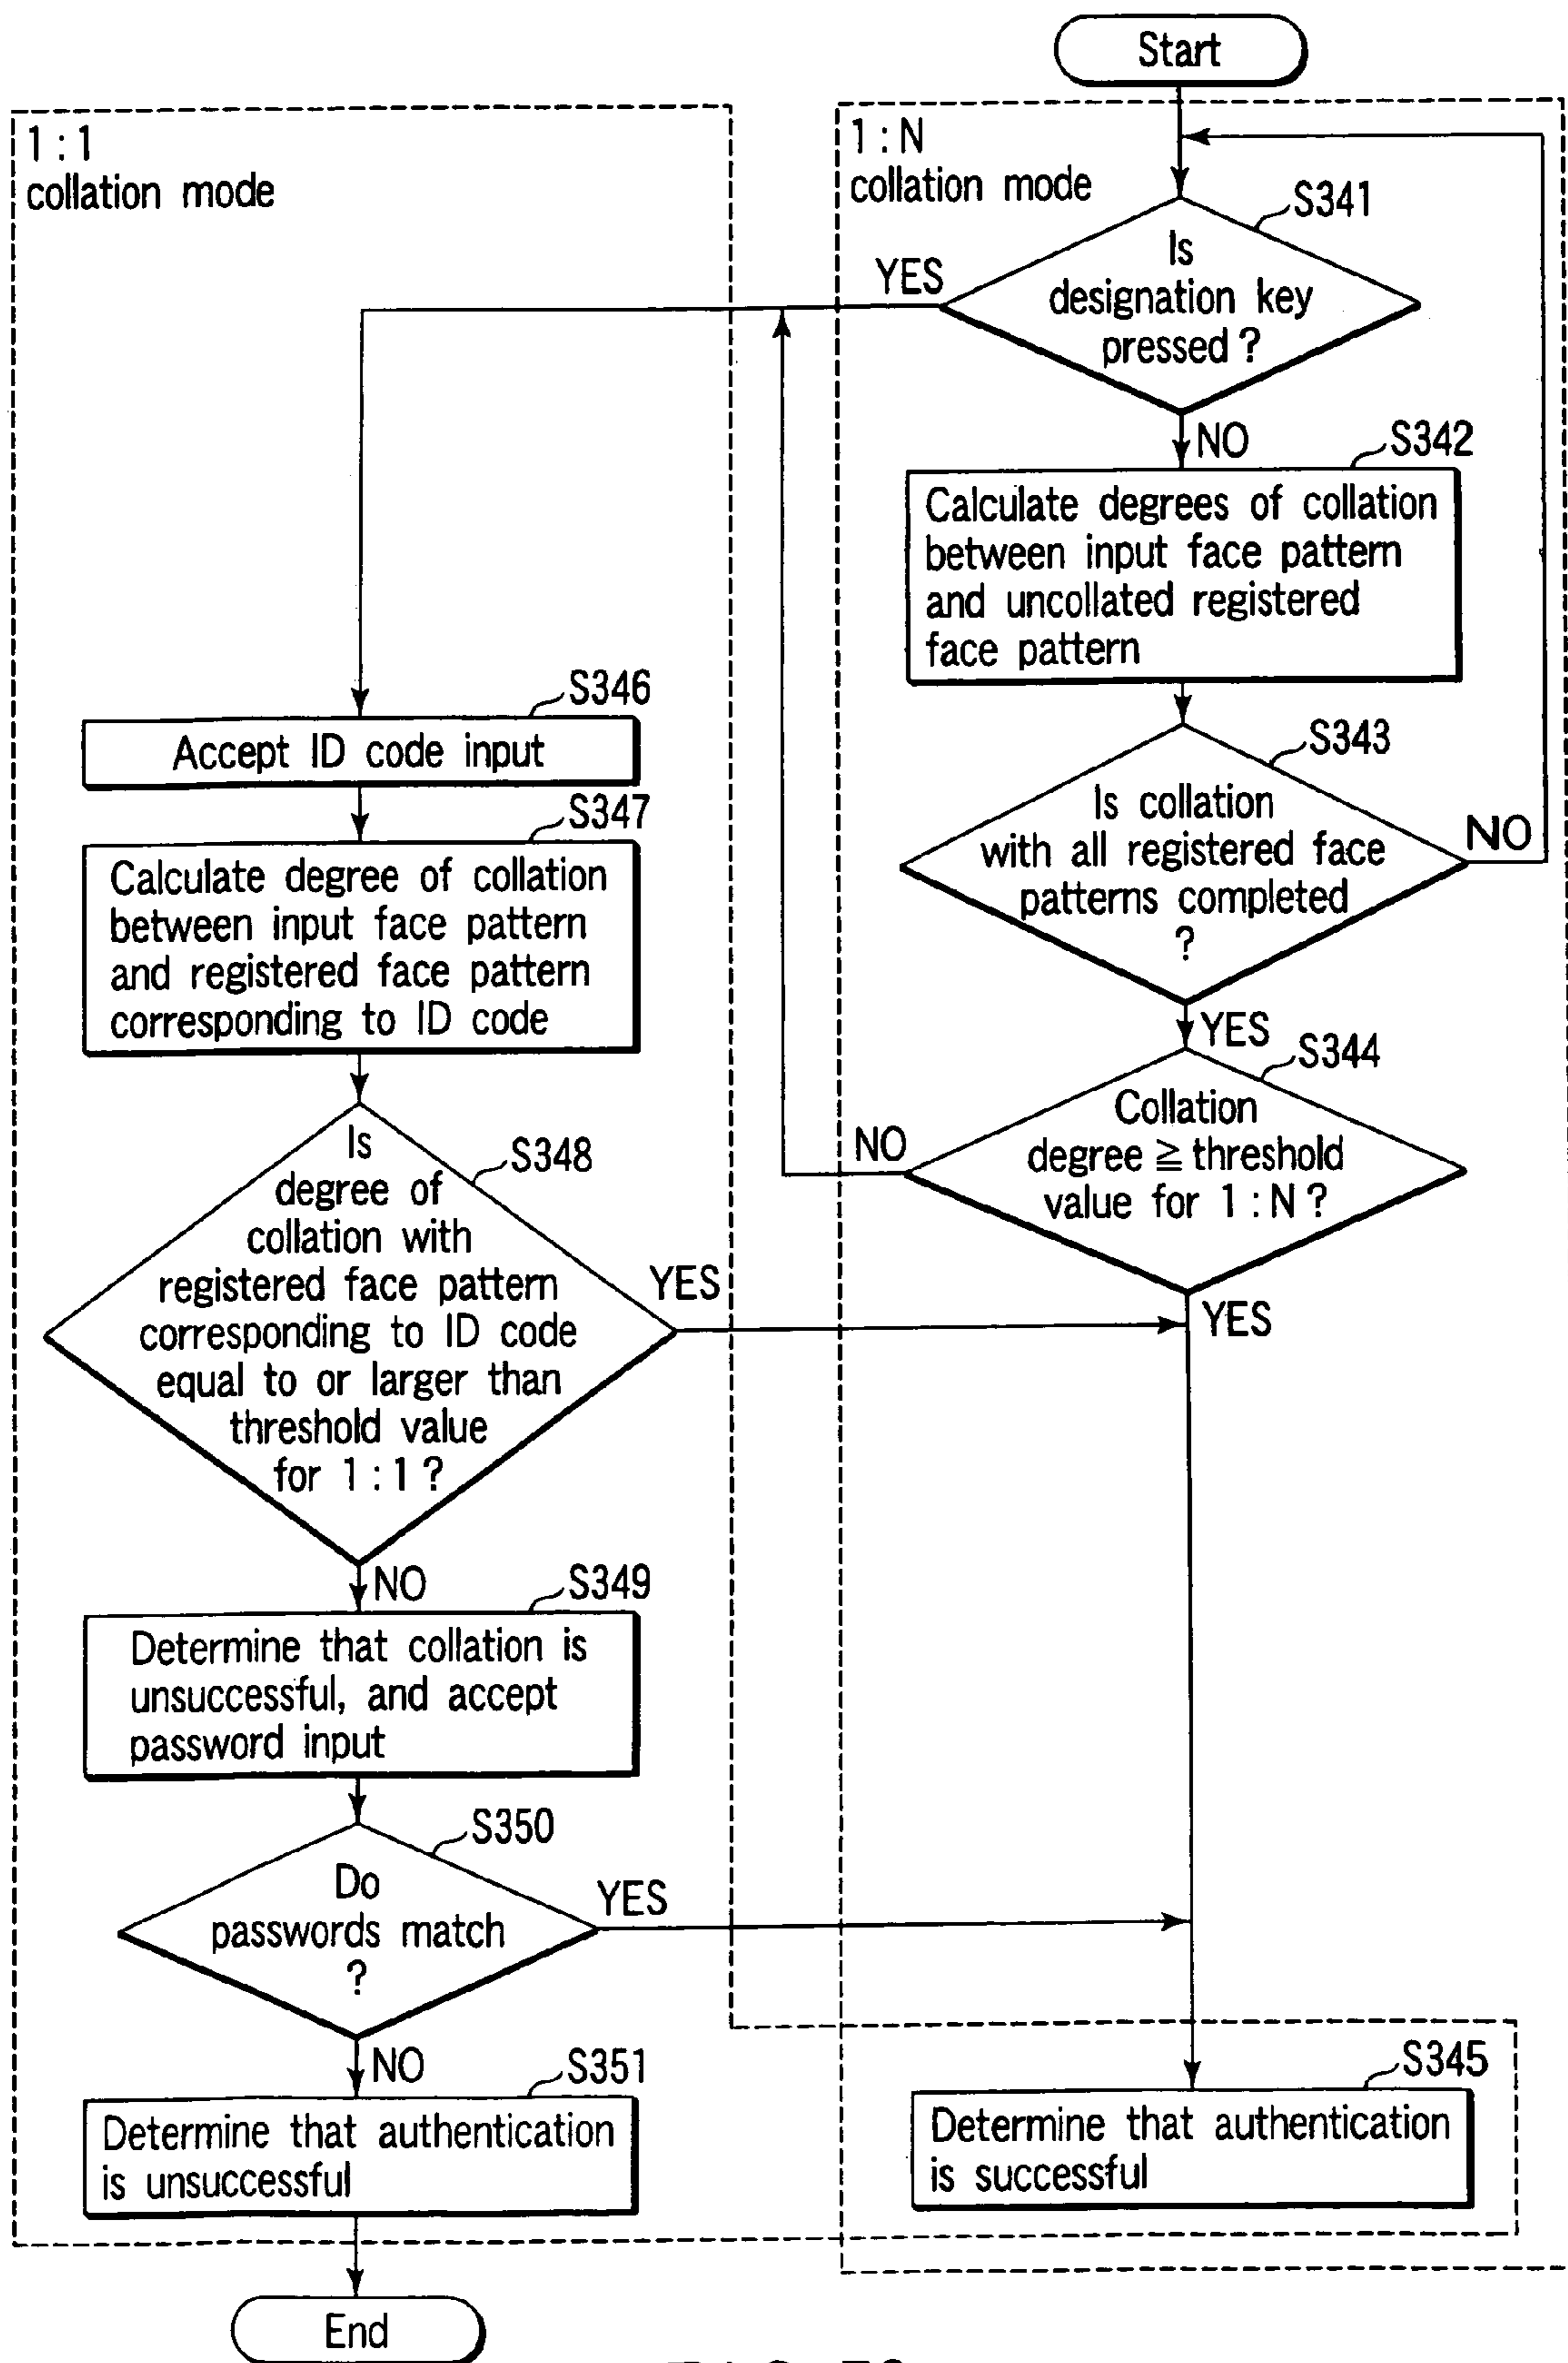 Start
1 : N
collation mode
S341
Is
designation key
pressed ?
YES
NO
S342
Calculate degrees of collation
between input face pattern
and uncollated registered
face pattern
S343
Is collation
with all registered face
patterns completed
?
NO
YES
S344
Collation
degree ≧ threshold
value for 1 : N ?
NO
YES
1 : 1
collation mode
S346
Accept ID code input
S347
Calculate degree of collation
between input face pattern
and registered face pattern
corresponding to ID code
S348
Is
degree of
collation with
registered face pattern
corresponding to ID code
equal to or larger than
threshold value
for 1 : 1 ?
YES
NO
S349
Determine that collation is
unsuccessful, and accept
password input
S350
Do
passwords match
?
YES
NO
S351
Determine that authentication
is unsuccessful
S345
Determine that authentication
is successful
End